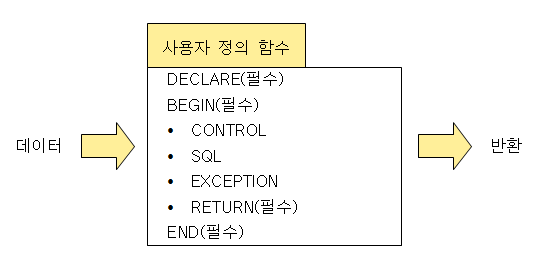 사용자 정의 함수
DECLARE(필수)
BEGIN(필수)
• CONTROL
• SQL
• EXCEPTION
• RETURN(필수)
END(필수)
데이터
반환